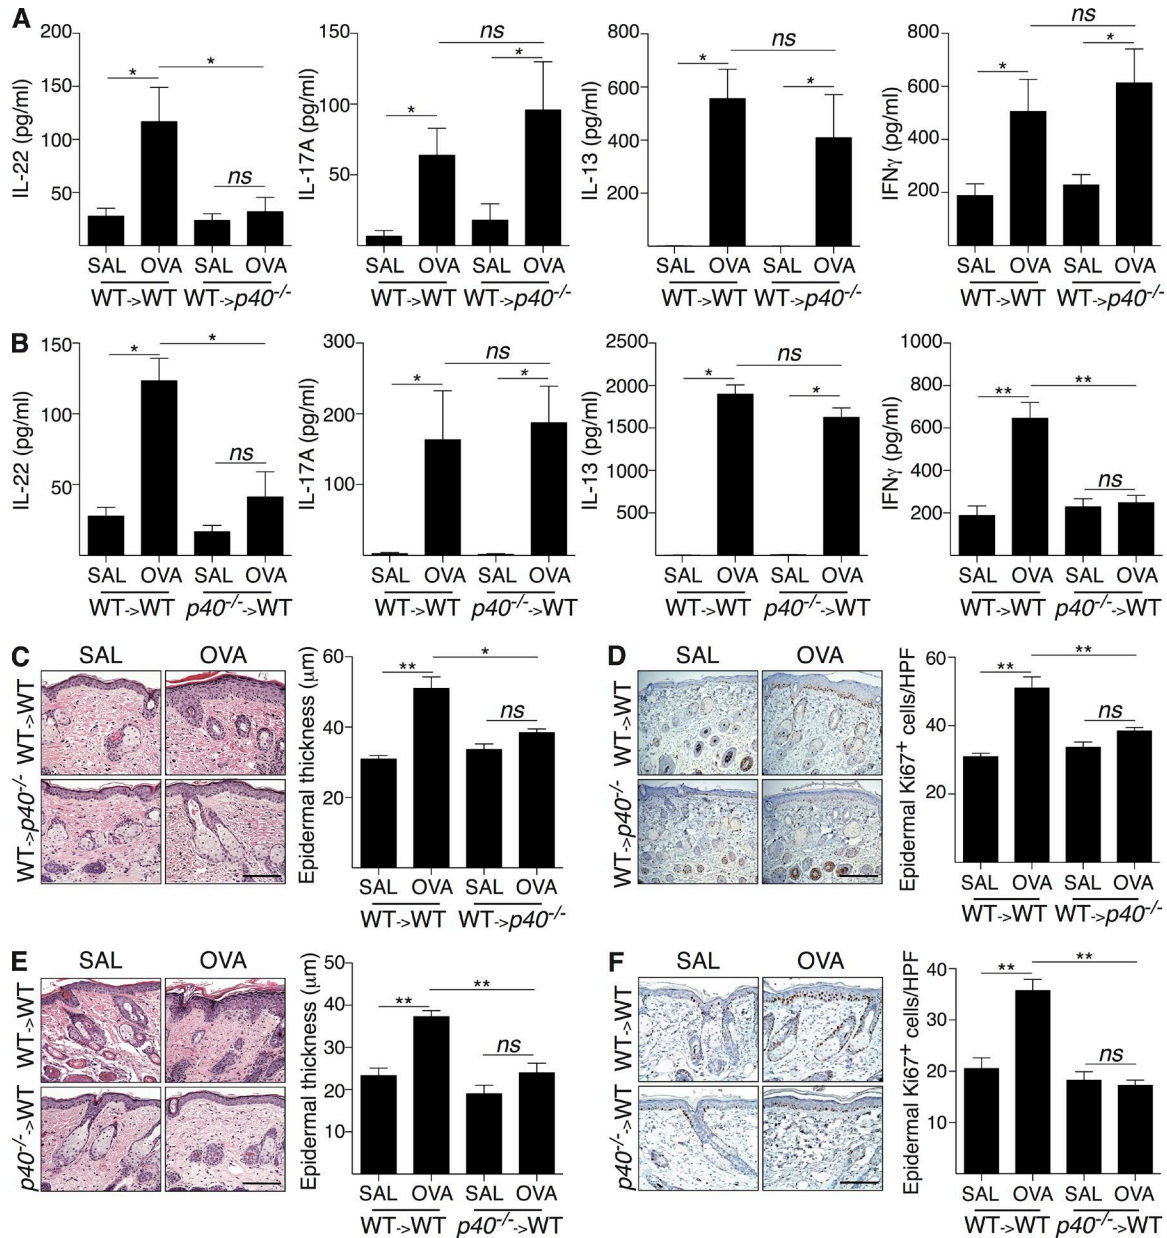 A
IL-22 (pg/ml)
200
150
100
50
*
*
ns
SAL OVA SAL OVA
WT->WT WT->p40-/-
IL-17A (pg/ml)
150
100
50
*
ns
*
SAL OVA SAL OVA
WT->WT WT->p40-/-
IL-13 (pg/ml)
800
600
400
200
*
ns
*
SAL OVA SAL OVA
WT->WT WT->p40-/-
IFNγ (pg/ml)
800
600
400
200
*
ns
*
SAL OVA SAL OVA
WT->WT WT->p40-/-
B
IL-22 (pg/ml)
150
100
50
*
*
ns
SAL OVA SAL OVA
WT->WT p40-/-->WT
IL-17A (pg/ml)
300
200
100
*
ns
*
SAL OVA SAL OVA
WT->WT p40-/-->WT
IL-13 (pg/ml)
2500
2000
1500
1000
500
*
ns
*
SAL OVA SAL OVA
WT->WT p40-/-->WT
IFNγ (pg/ml)
1000
800
600
400
200
**
**
ns
SAL OVA SAL OVA
WT->WT p40-/-->WT
C
SAL OVA
WT->WT
WT->p40-/-
Epidermal thickness (μm)
60
40
20
**
*
ns
SAL OVA SAL OVA
WT->WT WT->p40-/-
D
SAL OVA
WT->WT
WT->p40-/-
Epidermal Ki67+ cells/HPF
60
40
20
**
**
ns
SAL OVA SAL OVA
WT->WT WT->p40-/-
E
SAL OVA
WT->WT
p40-/-->WT
Epidermal thickness (μm)
50
40
30
20
10
**
**
ns
SAL OVA SAL OVA
WT->WT p40-/-->WT
F
SAL OVA
WT->WT
p40-/-->WT
Epidermal Ki67+ cells/HPF
40
30
20
10
**
**
ns
SAL OVA SAL OVA
WT->WT p40-/-->WT